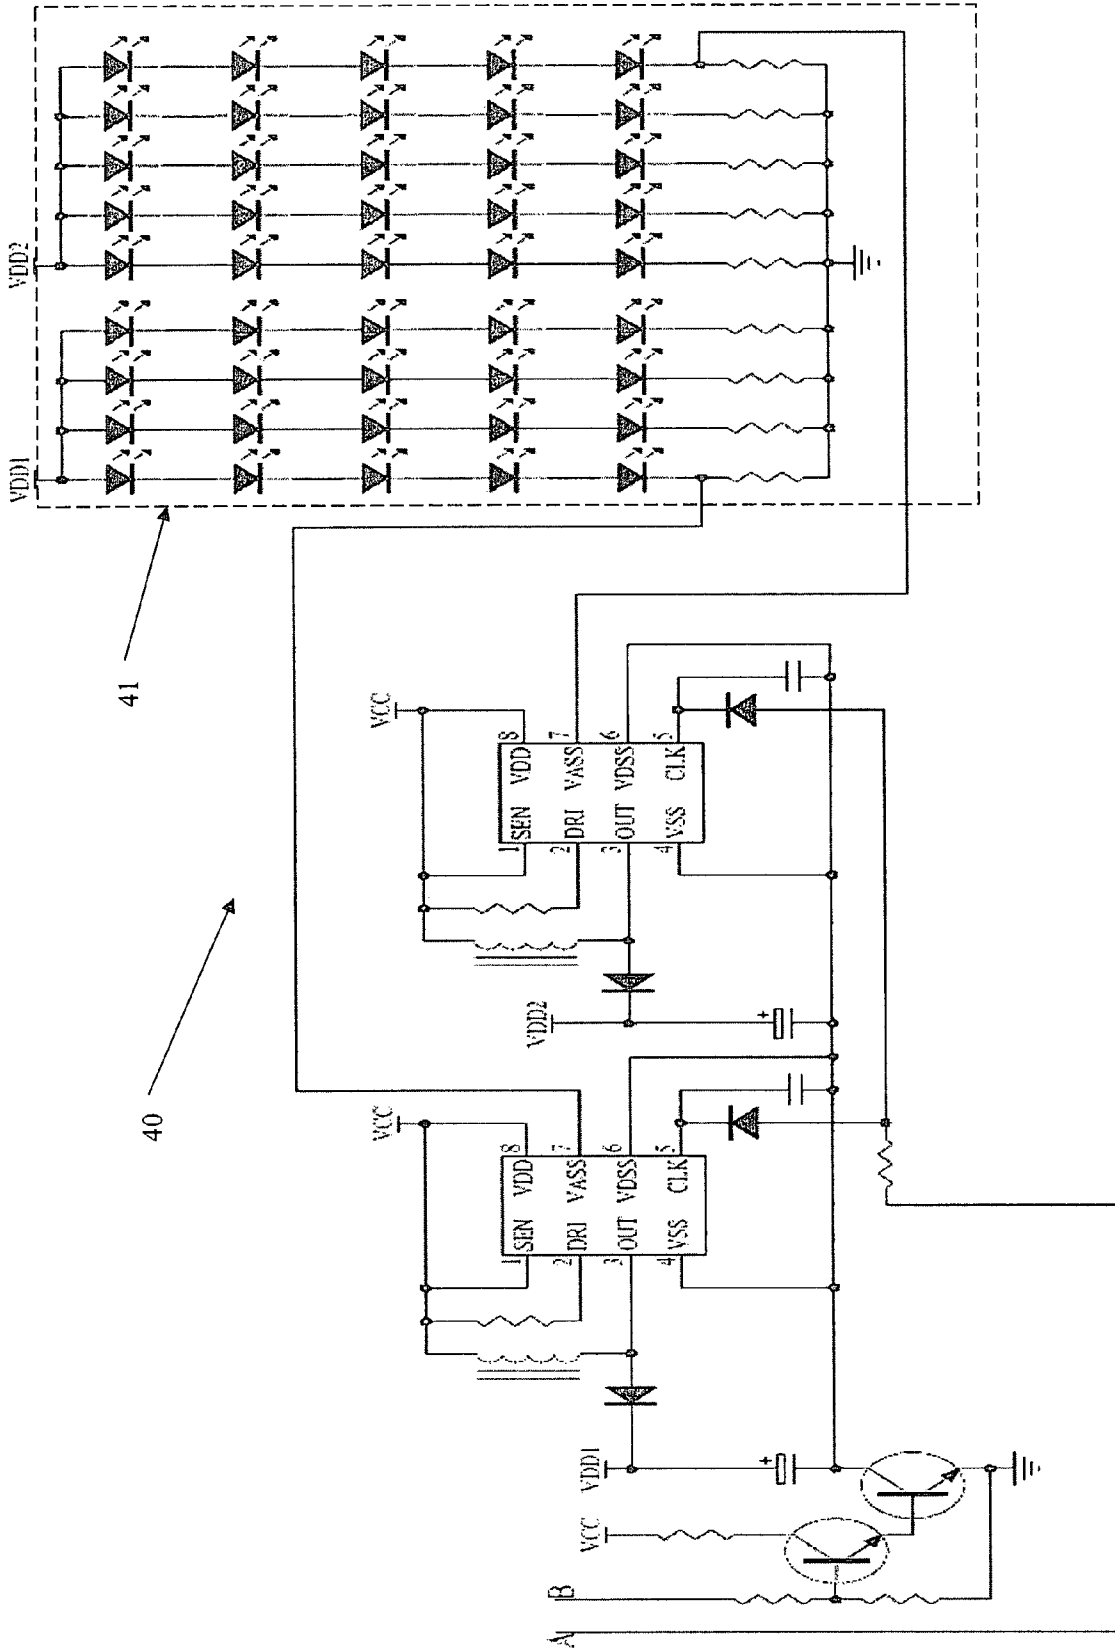 VDD1
VDD2
41
40
VCC
8
VDD
SEN
1
7
VASS
DRI
2
6
VDSS
OUT
3
5
CLK
VSS
4
VDD2
+
VCC
8
VDD
SEN
1
7
VASS
DRI
2
6
VDSS
OUT
3
5
CLK
VSS
4
VDD1
+
VCC
B
A